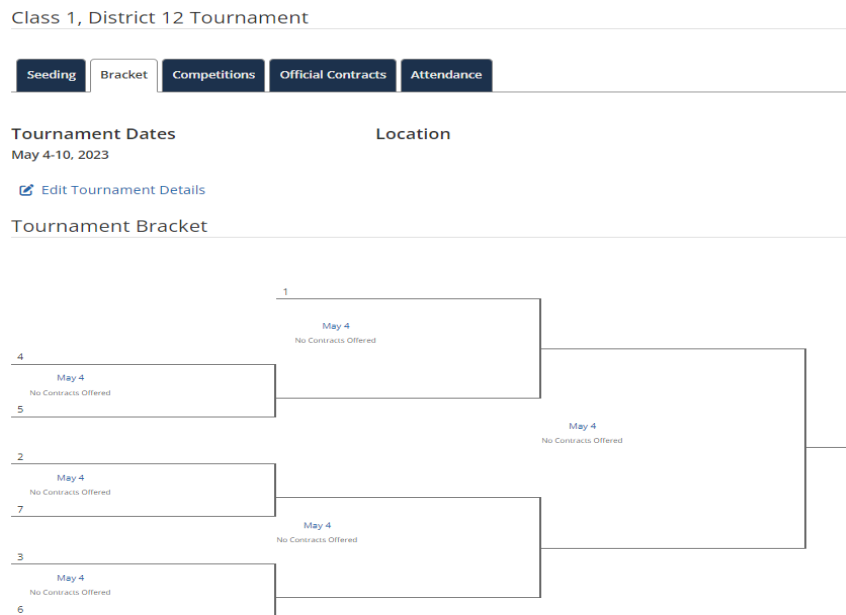 Class 1, District 12 Tournament
Seeding Bracket Competitions Official Contracts Attendance
Tournament Dates Location
May 4-10, 2023
Edit Tournament Details
Tournament Bracket
1
May 4
No Contracts Offered
4
May 4
No Contracts Offered
5
May 4
No Contracts Offered
2
May 4
No Contracts Offered
7
May 4
No Contracts Offered
3
May 4
No Contracts Offered
6